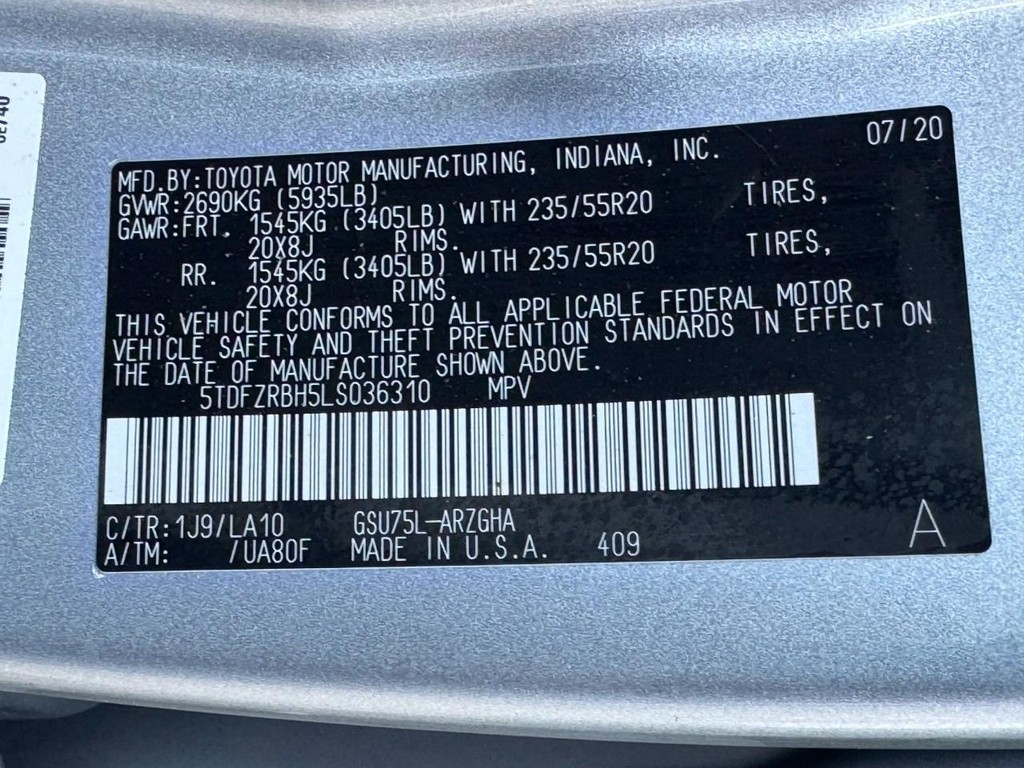 07/20
MFD.BY:TOYOTA MOTOR MANUFACTURING, INDIANA, INC.
GVWR:2690KG (5935LB)
GAWR:FRT. 1545KG (3405LB) WITH 235/55R20 TIRES,
20X8J RIMS.
RR. 1545KG (3405LB) WITH 235/55R20 TIRES,
20X8J RIMS.
THIS VEHICLE CONFORMS TO ALL APPLICABLE FEDERAL MOTOR
VEHICLE SAFETY AND THEFT PREVENTION STANDARDS IN EFFECT ON
THE DATE OF MANUFACTURE SHOWN ABOVE.
5TDFZRBH5LS036310 MPV
C/TR:1J9/LA10 GSU75L-ARZGHA
A/TM: /UA80F MADE IN U.S.A. 409
A